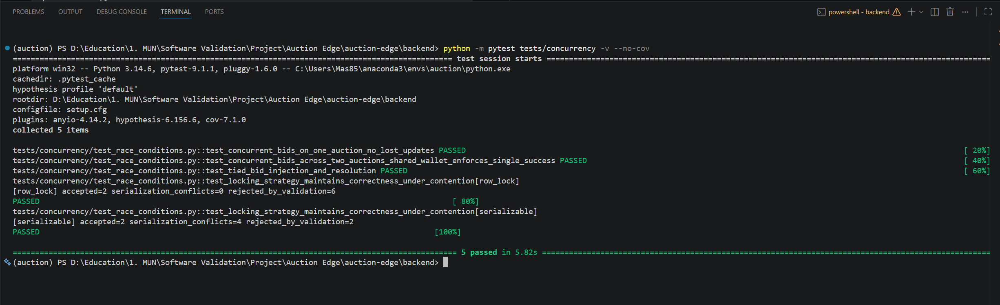 PROBLEMS OUTPUT DEBUG CONSOLE TERMINAL PORTS powershell - backend
(auction) PS D:\Education\1. MUN\Software Validation\Project\Auction Edge\auction-edge\backend> python -m pytest tests/concurrency -v --no-cov
================================================================================================== test session starts ===================================================================================================
platform win32 -- Python 3.14.6, pytest-9.1.1, pluggy-1.6.0 -- C:\Users\Mas85\anaconda3\envs\auction\python.exe
cachedir: .pytest_cache
hypothesis profile 'default'
rootdir: D:\Education\1. MUN\Software Validation\Project\Auction Edge\auction-edge\backend
configfile: setup.cfg
plugins: anyio-4.14.2, hypothesis-6.156.6, cov-7.1.0
collected 5 items
tests/concurrency/test_race_conditions.py::test_concurrent_bids_on_one_auction_no_lost_updates PASSED [ 20%]
tests/concurrency/test_race_conditions.py::test_concurrent_bids_across_two_auctions_shared_wallet_enforces_single_success PASSED [ 40%]
tests/concurrency/test_race_conditions.py::test_tied_bid_injection_and_resolution PASSED [ 60%]
tests/concurrency/test_race_conditions.py::test_locking_strategy_maintains_correctness_under_contention[row_lock]
[row_lock] accepted=2 serialization_conflicts=0 rejected_by_validation=6
PASSED [ 80%]
tests/concurrency/test_race_conditions.py::test_locking_strategy_maintains_correctness_under_contention[serializable]
[serializable] accepted=2 serialization_conflicts=4 rejected_by_validation=2
PASSED [100%]
=================================================================================================== 5 passed in 5.82s ====================================================================================================
(auction) PS D:\Education\1. MUN\Software Validation\Project\Auction Edge\auction-edge\backend>